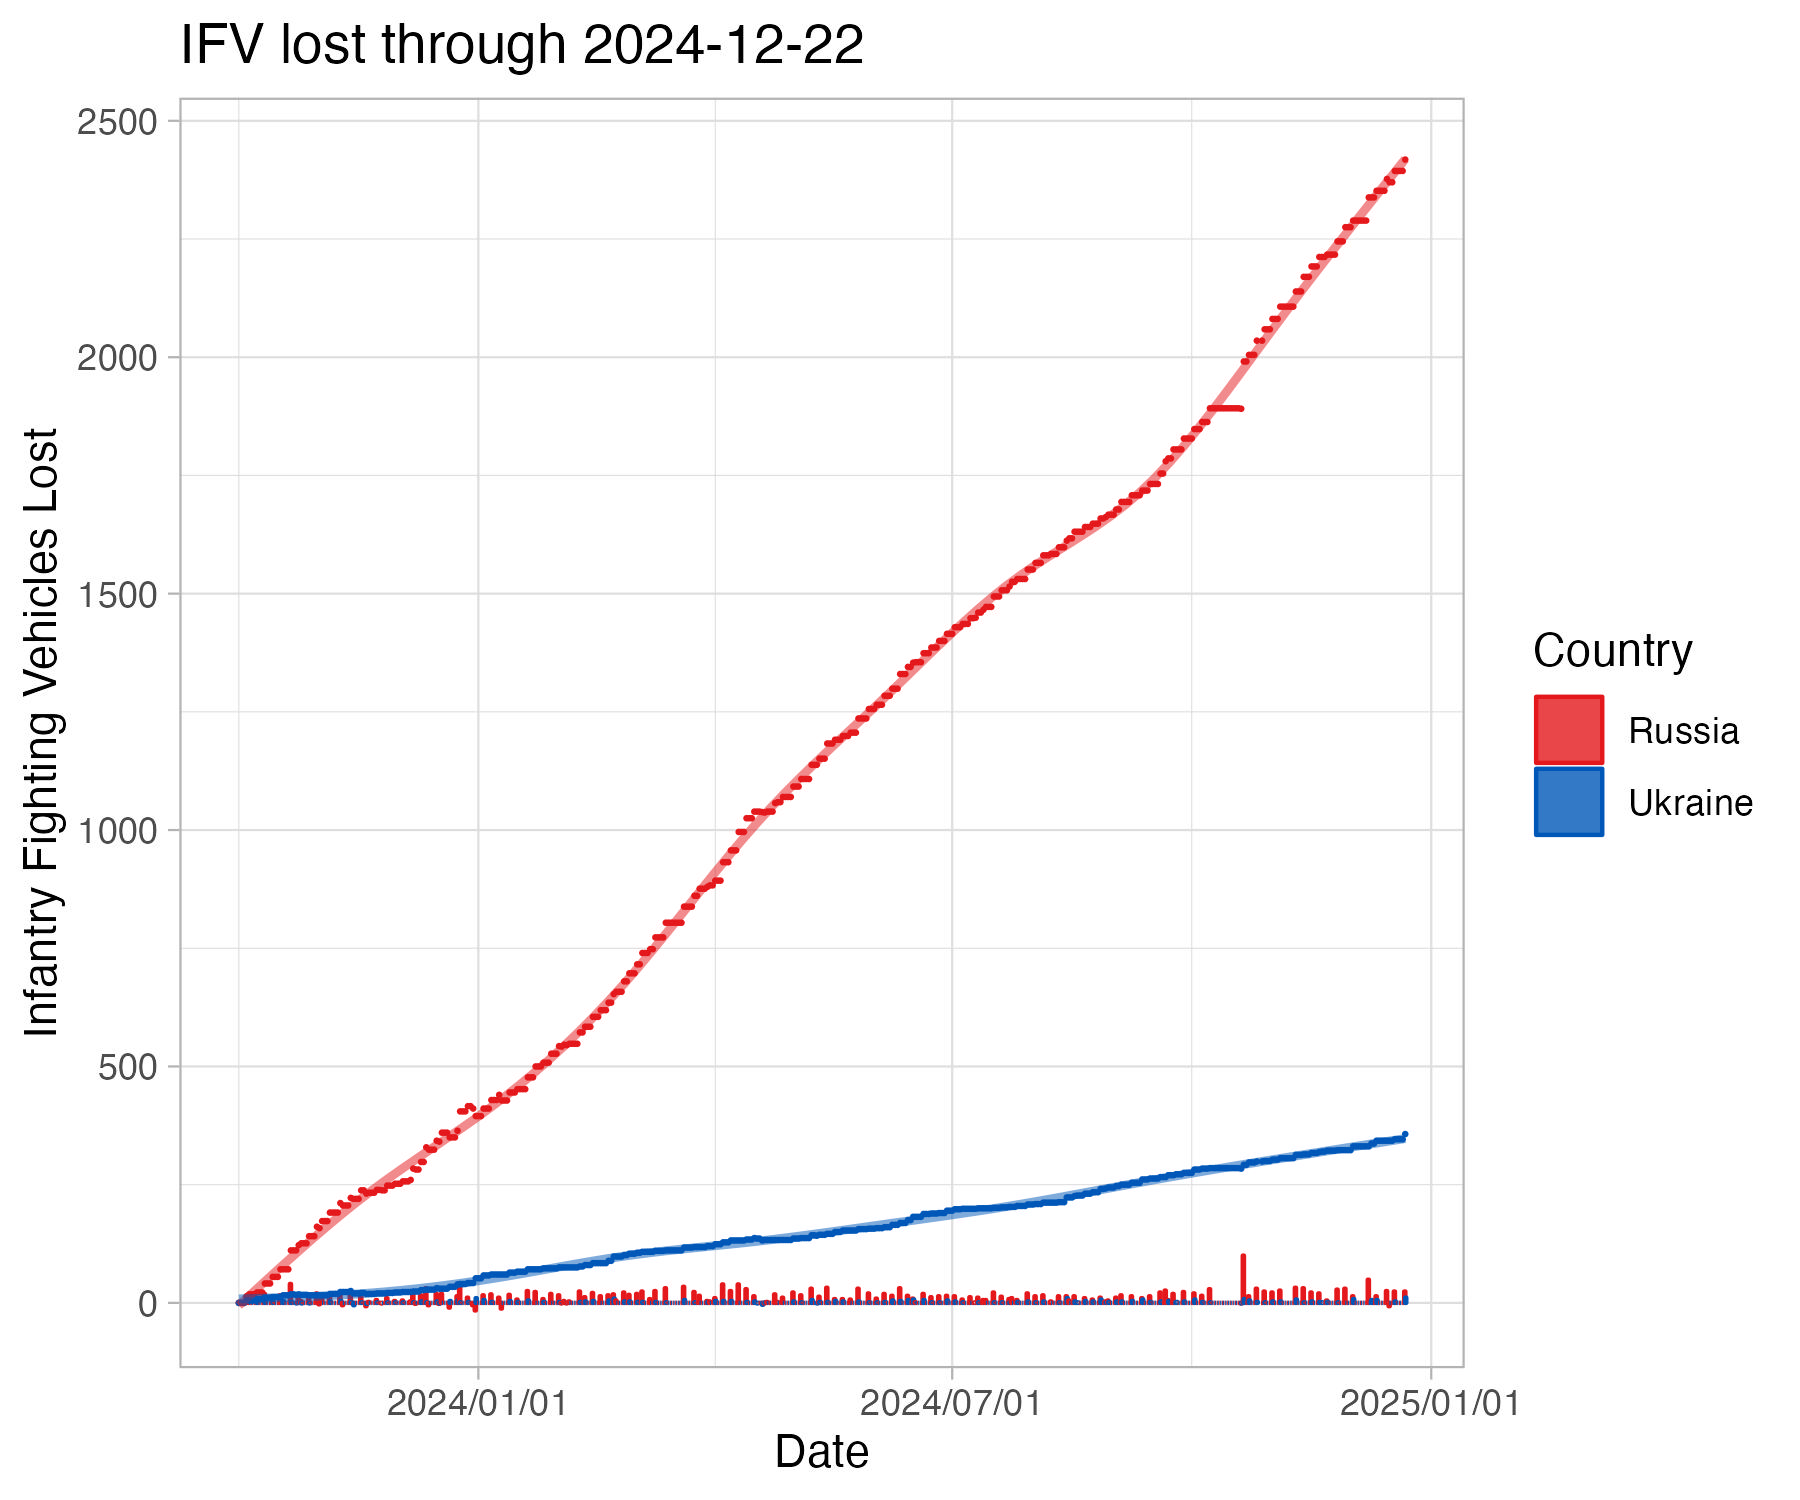 IFV lost through 2024-12-22
Infantry Fighting Vehicles Lost
2500
2000
1500
1000
500
0
2024/01/01
2024/07/01
2025/01/01
Date
Country
Russia
Ukraine